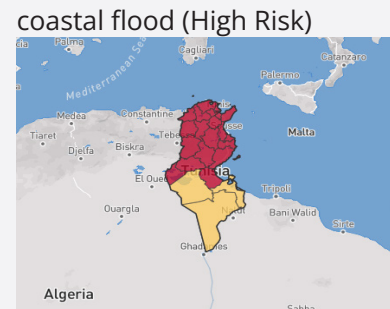 coastal flood (High Risk)
Palma
Cagliari
Catanzaro
Mediterranean Sea
Palermo
Medea
Constantine
Malta
Tiaret
Djelfa
Biskra
Tunisia
El Oued
Tripoli
Ouargla
Bani Walid
Sirte
Algeria